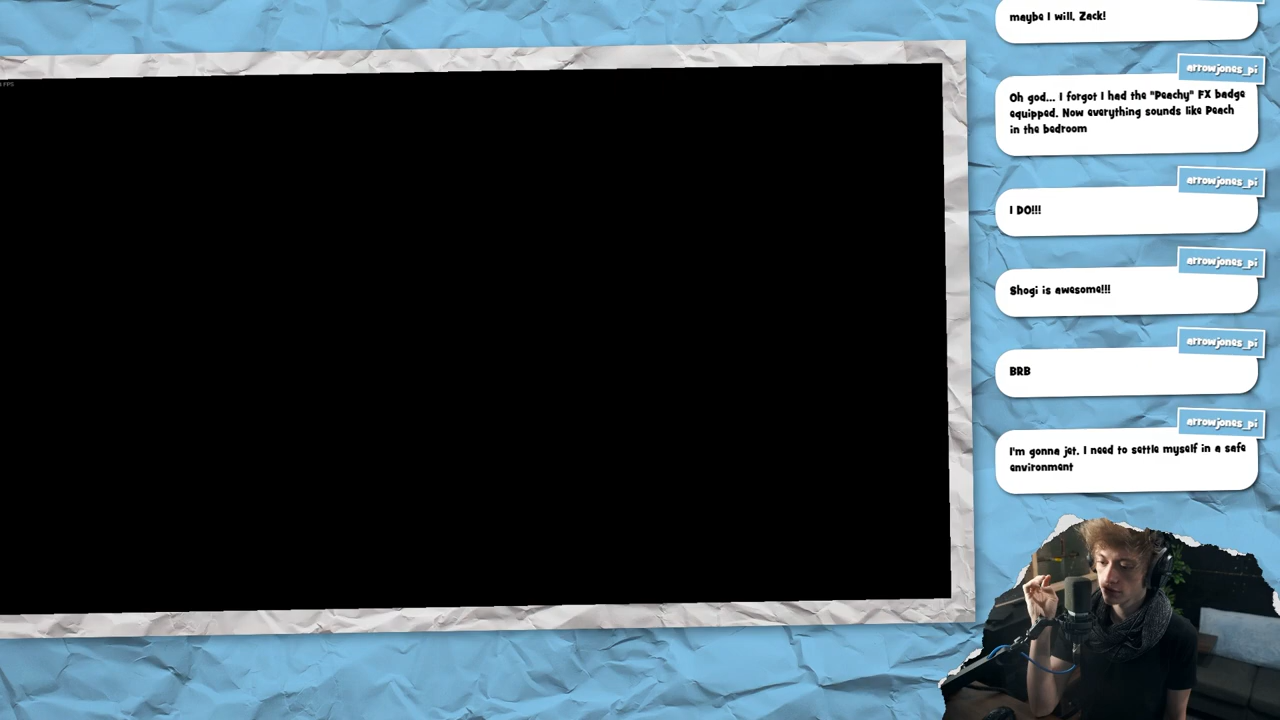 FPS
maybe I will, Zack!
arrowjones_pi
Oh god... I forgot I had the "Peachy" FX badge
equipped. Now everything sounds like Peach
in the bedroom
arrowjones_pi
I DO!!!
arrowjones_pi
Shogi is awesome!!!
arrowjones_pi
BRB
arrowjones_pi
I'm gonna jet. I need to settle myself in a safe
environment